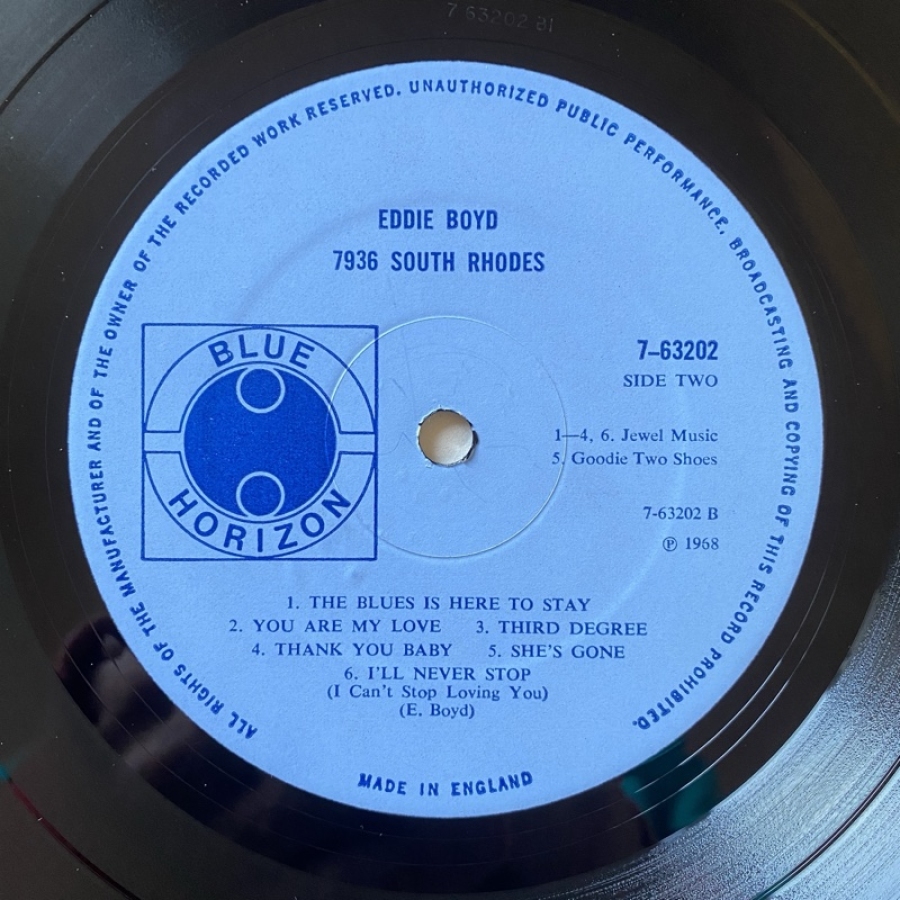 7 63202 B1
ALL RIGHTS OF THE MANUFACTURER AND OF THE OWNER OF THE RECORDED WORK RESERVED. UNAUTHORIZED PUBLIC PERFORMANCE, BROADCASTING AND COPYING OF THIS RECORD PROHIBITED.
EDDIE BOYD
7936 SOUTH RHODES
BLUE
HORIZON
7–63202
SIDE TWO
1—4, 6. Jewel Music
5. Goodie Two Shoes
7-63202 B
℗ 1968
1. THE BLUES IS HERE TO STAY
2. YOU ARE MY LOVE 3. THIRD DEGREE
4. THANK YOU BABY 5. SHE'S GONE
6. I'LL NEVER STOP
(I Can't Stop Loving You)
(E. Boyd)
MADE IN ENGLAND